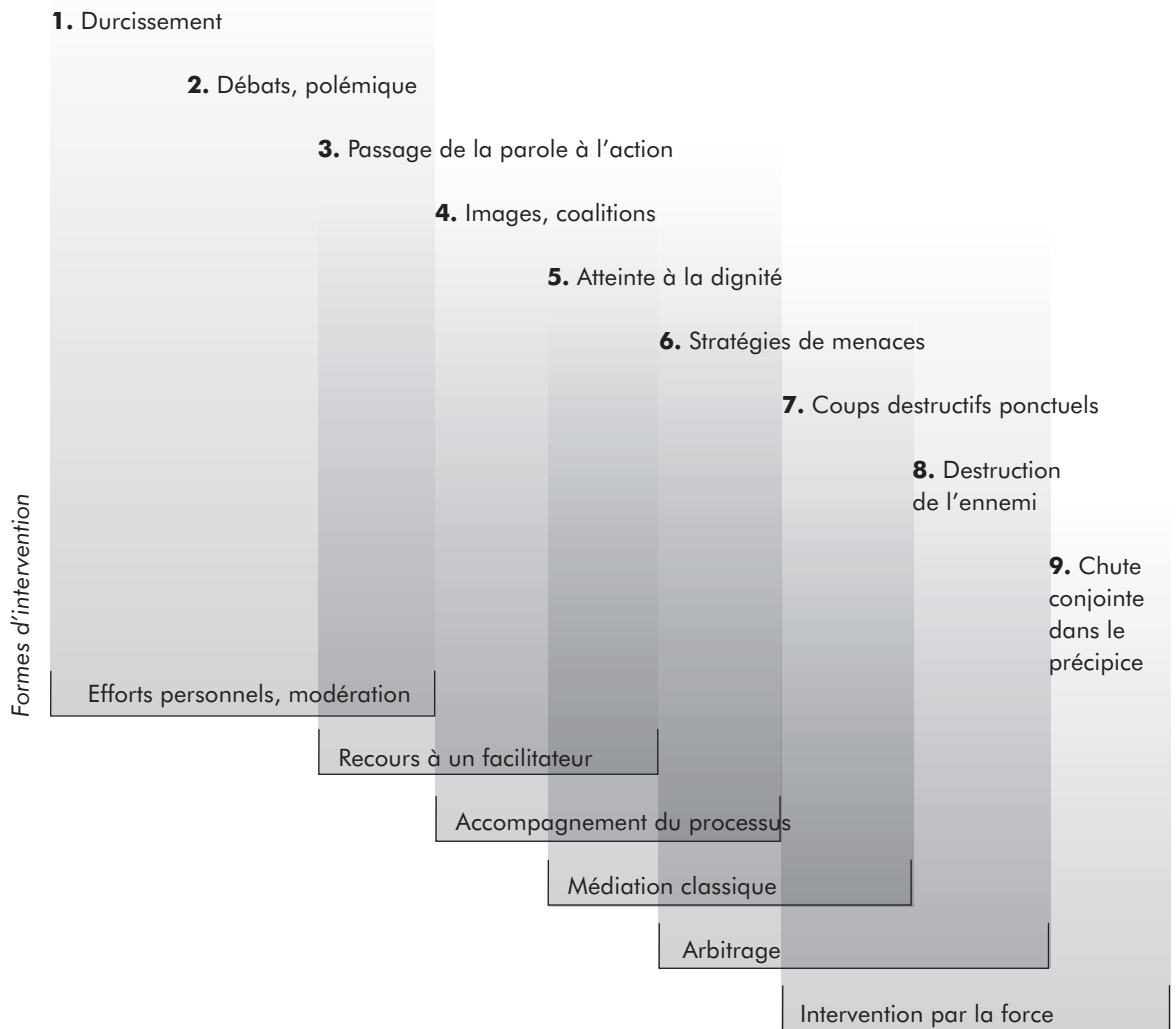 1. Durcissement
2. Débats, polémique
3. Passage de la parole à l’action
4. Images, coalitions
5. Atteinte à la dignité
6. Stratégies de menaces
7. Coups destructifs ponctuels
8. Destruction
de l’ennemi
9. Chute
conjointe
dans le
précipice
Formes d’intervention
Efforts personnels, modération
Recours à un facilitateur
Accompagnement du processus
Médiation classique
Arbitrage
Intervention par la force